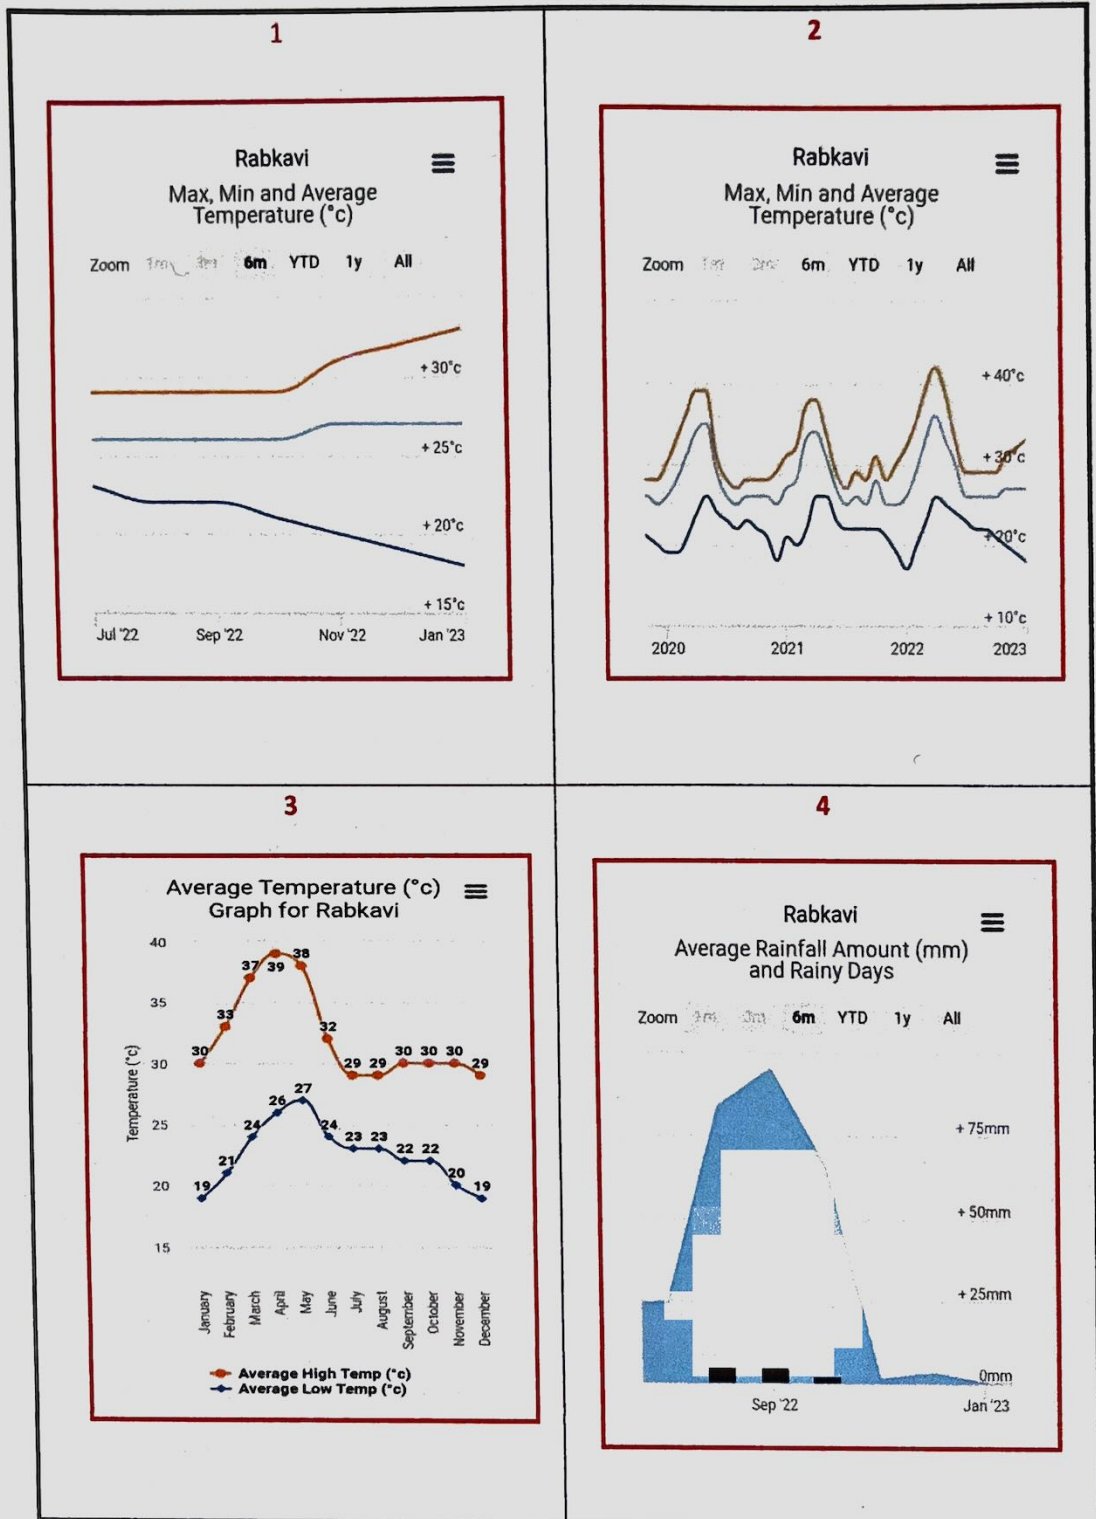 1
Rabkavi
Max, Min and Average
Temperature (°c)
Zoom 6m YTD 1y All
+ 30°c
+ 25°c
+ 20°c
+ 15°c
Jul '22 Sep '22 Nov '22 Jan '23
2
Rabkavi
Max, Min and Average
Temperature (°c)
Zoom 6m YTD 1y All
+ 40°c
+ 30°c
+ 20°c
+ 10°c
2020 2021 2022 2023
3
Average Temperature (°c)
Graph for Rabkavi
Temperature (°c)
40
35
30
25
20
15
30 33 37 39 38 32 29 29 30 30 30 29
19 21 24 26 27 24 23 23 22 22 20 19
January February March April May June July August September October November December
Average High Temp (°c)
Average Low Temp (°c)
4
Rabkavi
Average Rainfall Amount (mm)
and Rainy Days
Zoom 6m YTD 1y All
+ 75mm
+ 50mm
+ 25mm
0mm
Sep '22 Jan '23